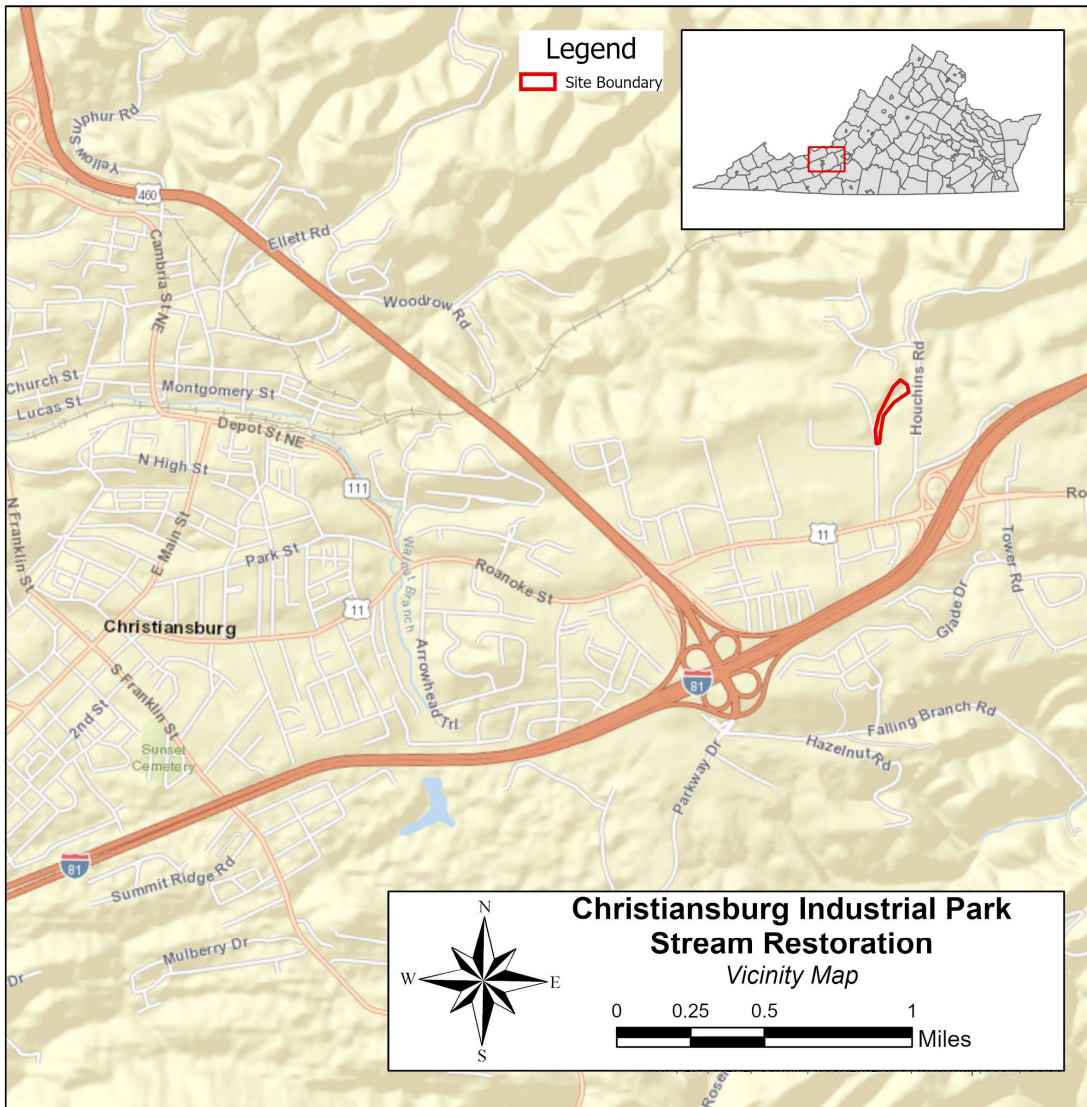 Legend
Site Boundary
Yellow Sulphur Rd
460
Ellett Rd
Cambria St NE
Woodrow Rd
Houchins Rd
Church St
Lucas St
Montgomery St
Depot St NE
N High St
111
N Franklin St
E Main St
Park St
Walnut Branch
Roanoke St
11
11
Ro
Tower Rd
Christiansburg
Arrowhead Trl
Glade Dr
81
S Franklin St
2nd St
Sunset
Cemetery
Falling Branch Rd
Hazelnut Rd
Parkway Dr
81
Summit Ridge Rd
Mulberry Dr
Dr
Christiansburg Industrial Park
Stream Restoration
Vicinity Map
N
W
E
S
0 0.25 0.5 1
Miles
Rose